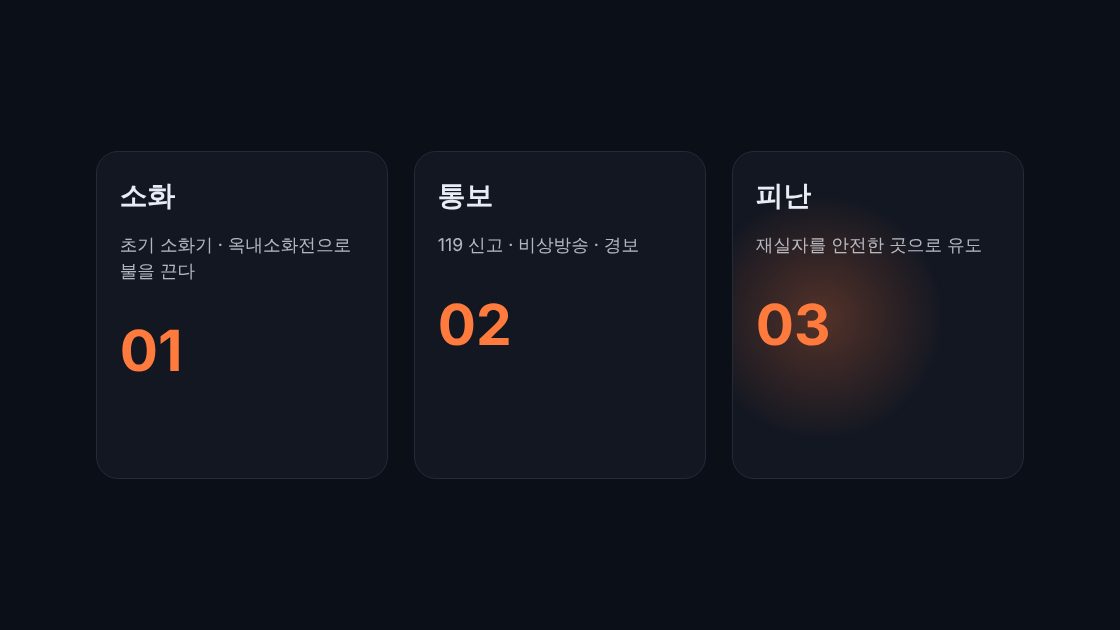 소화
초기 소화기 · 옥내소화전으로
불을 끈다
01
통보
119 신고 · 비상방송 · 경보
02
피난
재실자를 안전한 곳으로 유도
03